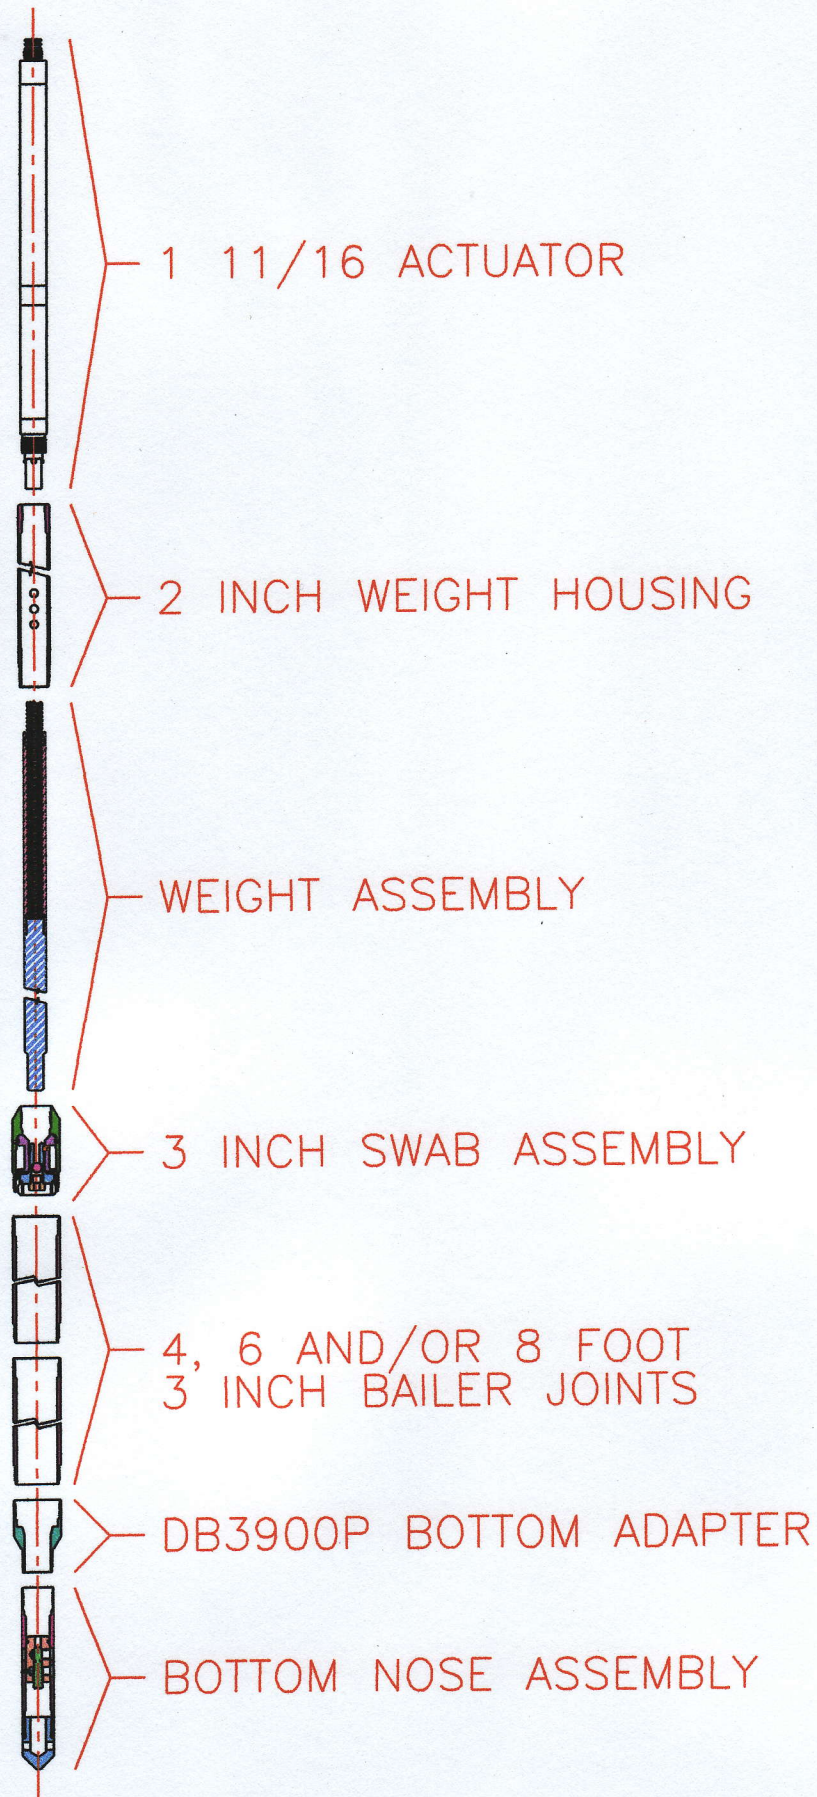 1 11/16 ACTUATOR
2 INCH WEIGHT HOUSING
WEIGHT ASSEMBLY
3 INCH SWAB ASSEMBLY
4, 6 AND/OR 8 FOOT
3 INCH BAILER JOINTS
DB3900P BOTTOM ADAPTER
BOTTOM NOSE ASSEMBLY